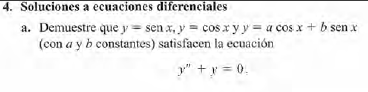 4. Soluciones a ecuaciones diferenciales
a. Demuestre que y = sen x, y = cos x y y = a cos x + b sen x
(con a y b constantes) satisfacen la ecuación
y" + y = 0.